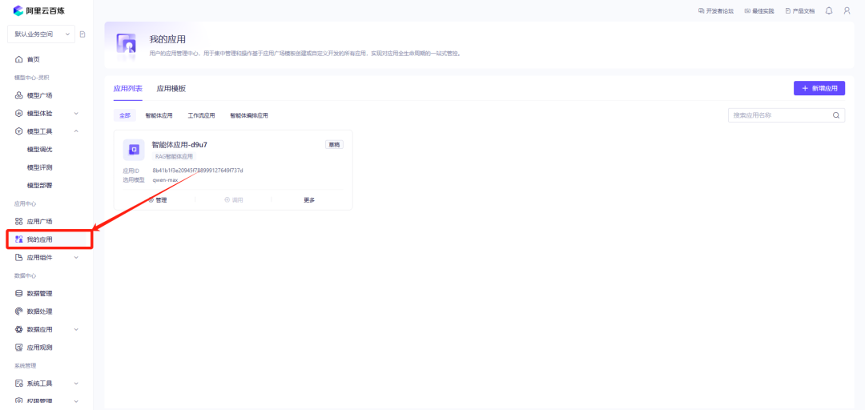 阿里云百炼
开发者论坛 最佳实践 产品文档
默认业务空间
首页
模型中心-资讯
模型广场
模型体验
模型工具
模型调优
模型评测
模型部署
应用中心
应用广场
我的应用
应用组件
数据中心
数据管理
数据处理
数据应用
应用观测
系统管理
系统工具
权限管理
我的应用
用户的应用管理中心，用于集中管理和操作基于应用广场模板创建或自定义开发的所有应用，实现对应用全生命周期的一站式管控。
应用列表 应用模板
+ 新增应用
全部 智能体应用 工作流应用 智能体编排应用
搜索应用名称
智能体应用-d9u7
RAG智能体应用
应用ID
选用模型 qwen-max
管理 更多